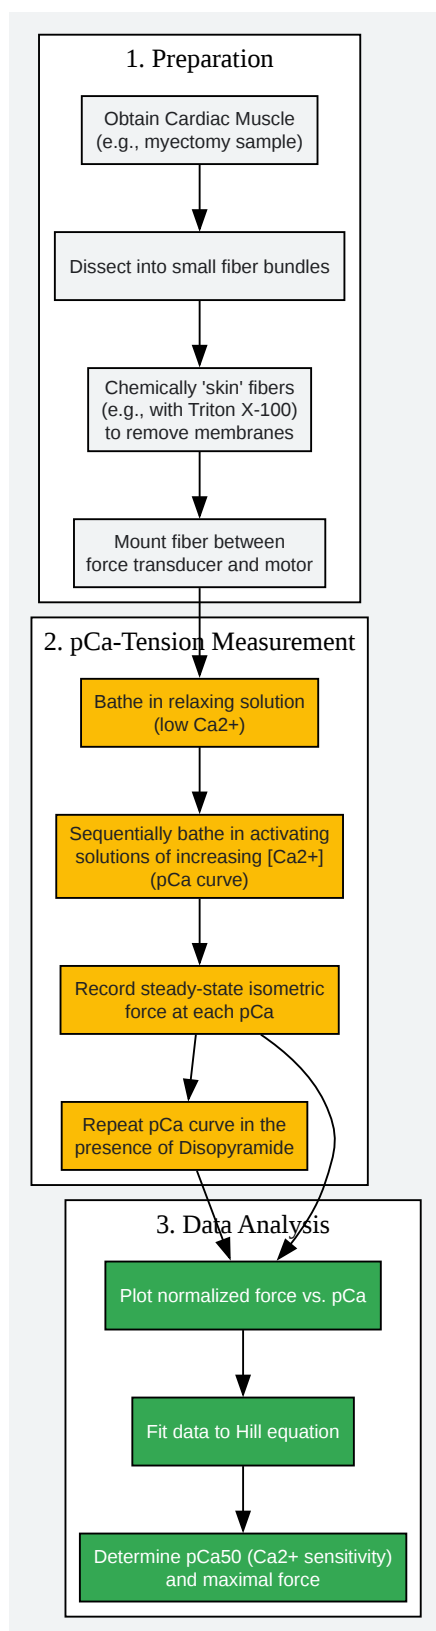 1. Preparation
Obtain Cardiac Muscle
(e.g., myectomy sample)
Dissect into small fiber bundles
Chemically 'skin' fibers
(e.g., with Triton X-100)
to remove membranes
Mount fiber between
force transducer and motor
2. pCa-Tension Measurement
Bathe in relaxing solution
(low Ca2+)
Sequentially bathe in activating
solutions of increasing [Ca2+]
(pCa curve)
Record steady-state isometric
force at each pCa
Repeat pCa curve in the
presence of Disopyramide
3. Data Analysis
Plot normalized force vs. pCa
Fit data to Hill equation
Determine pCa50 (Ca2+ sensitivity)
and maximal force